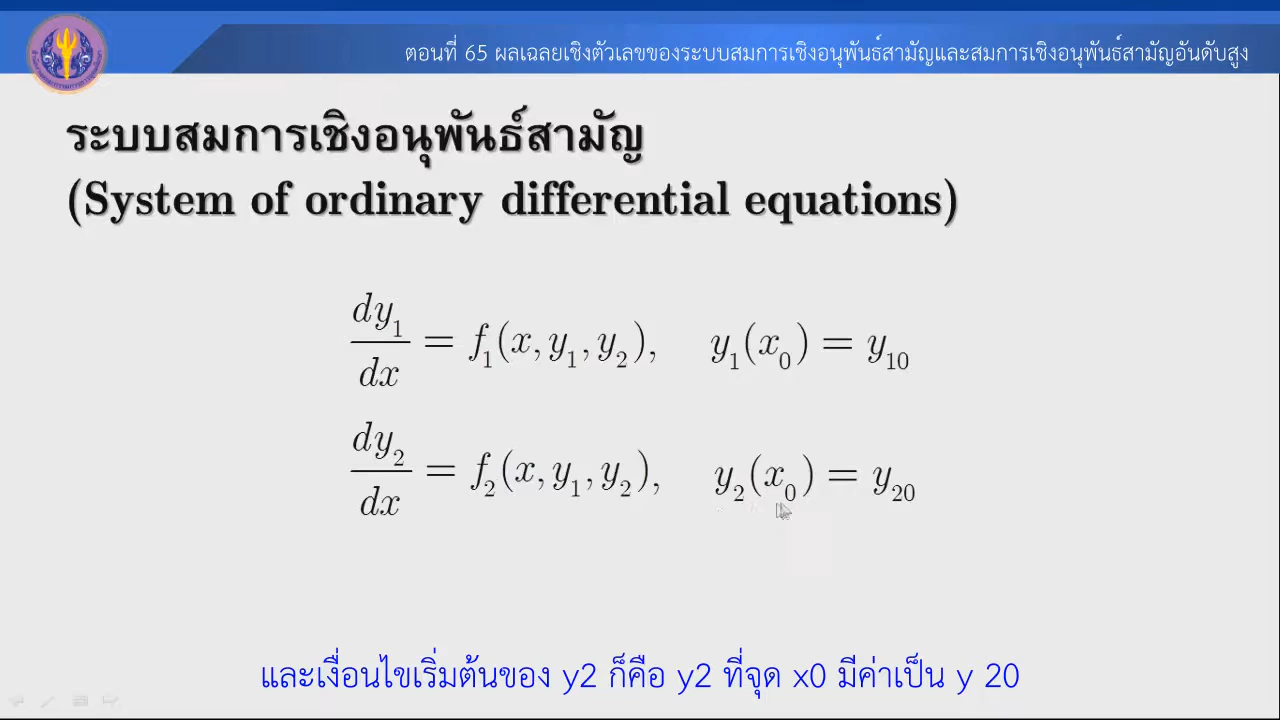 ตอนที่ 65 ผลเฉลยเชิงตัวเลขของระบบสมการเชิงอนุพันธ์สามัญและสมการเชิงอนุพันธ์สามัญอันดับสูง
ระบบสมการเชิงอนุพันธ์สามัญ
(System of ordinary differential equations)
dy₁/dx = f₁(x, y₁, y₂), y₁(x₀) = y₁₀
dy₂/dx = f₂(x, y₁, y₂), y₂(x₀) = y₂₀
และเงื่อนไขเริ่มต้นของ y2 ก็คือ y2 ที่จุด x0 มีค่าเป็น y 20